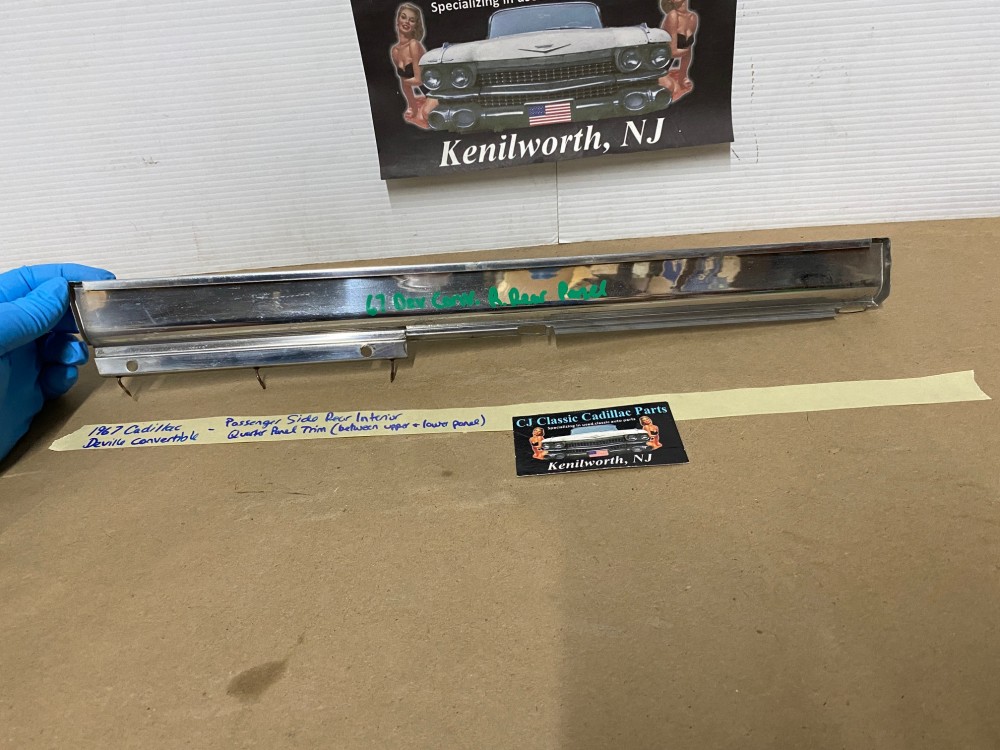 Specializing in used
Kenilworth, NJ
67 Dev Conv. R. Rear Panel
1967 Cadillac
Deville Convertible
- Passenger Side Rear Interior
Quarter Panel Trim (between upper + lower panel)
CJ Classic Cadillac Parts
Specializing in used classic auto parts
Kenilworth, NJ